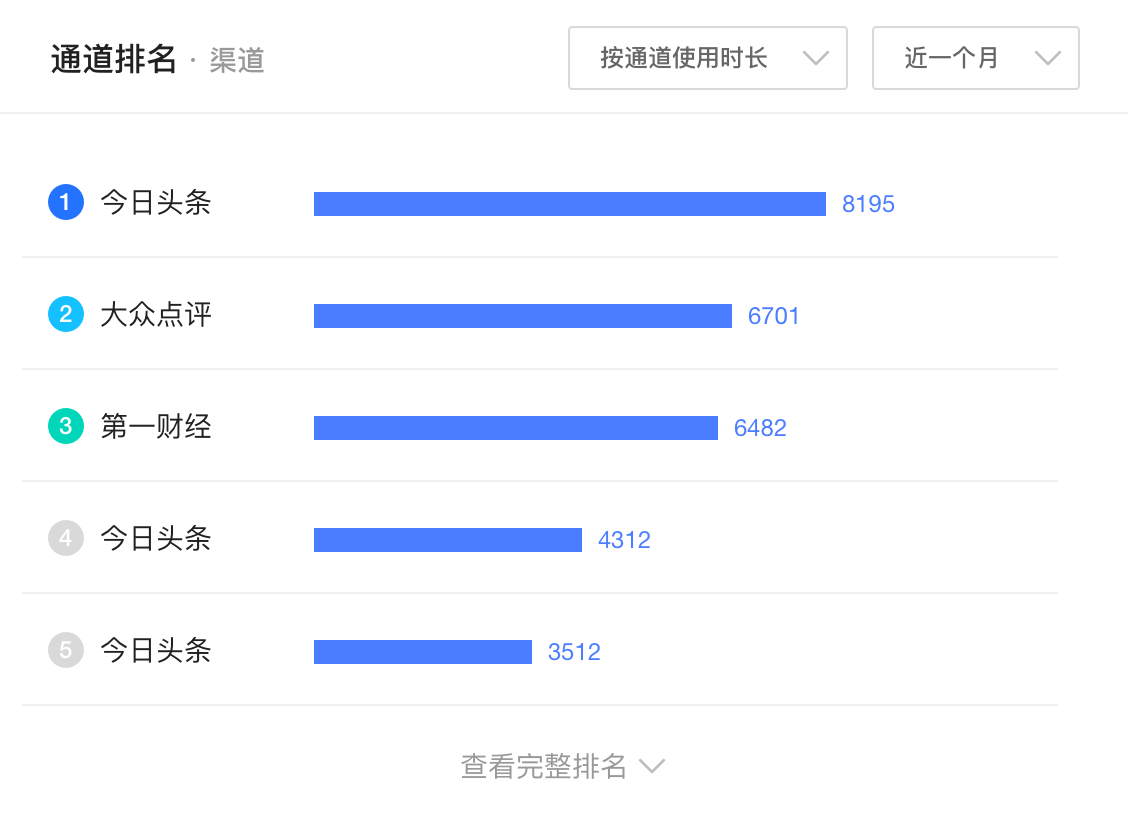 通道排名 · 渠道 按通道使用时长 近一个月
1 今日头条 8195
2 大众点评 6701
3 第一财经 6482
4 今日头条 4312
5 今日头条 3512
查看完整排名